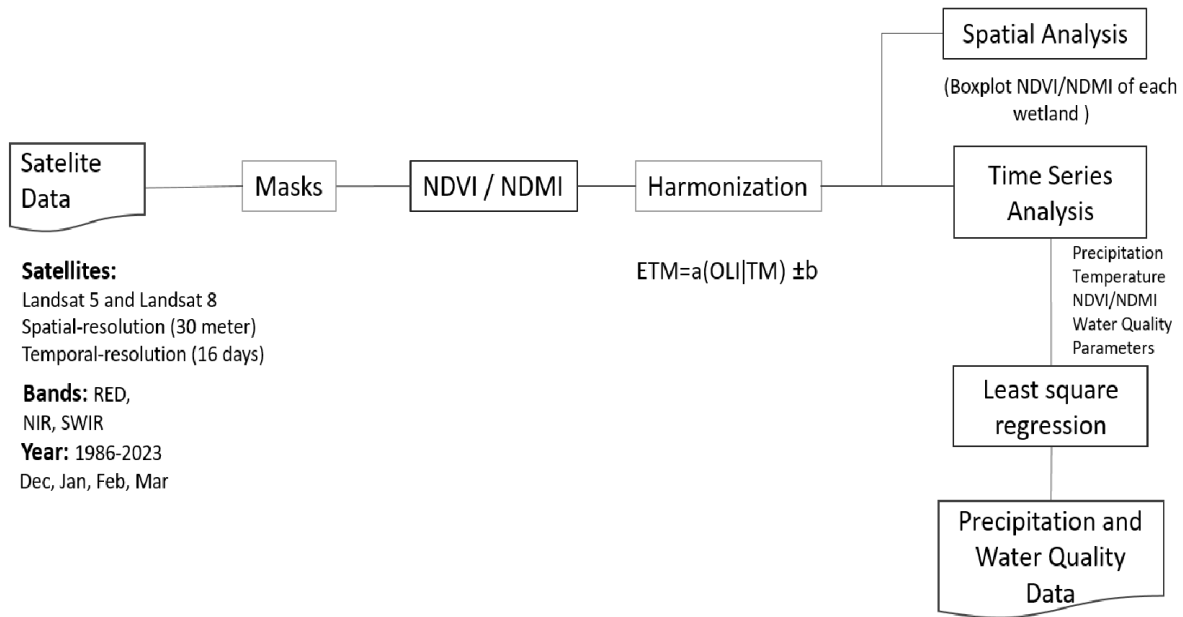 Satelite
Data
Satellites:
Landsat 5 and Landsat 8
Spatial-resolution (30 meter)
Temporal-resolution (16 days)
Bands: RED,
NIR, SWIR
Year: 1986-2023
Dec, Jan, Feb, Mar
Masks
NDVI / NDMI
Harmonization
ETM=a(OLI|TM) ±b
Spatial Analysis
(Boxplot NDVI/NDMI of each
wetland )
Time Series
Analysis
Precipitation
Temperature
NDVI/NDMI
Water Quality
Parameters
Least square
regression
Precipitation and
Water Quality
Data